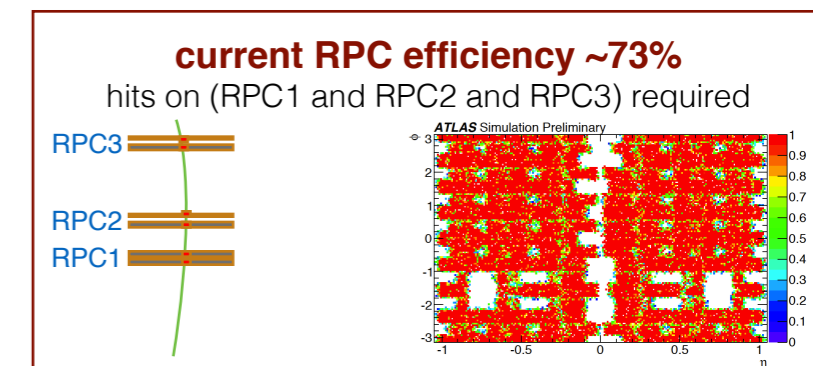 current RPC efficiency ~73%
hits on (RPC1 and RPC2 and RPC3) required
RPC3
RPC2
RPC1
ATLAS Simulation Preliminary
φ
3
2
1
0
-1
-2
-3
-1
-0.5
0
0.5
1
η
1
0.9
0.8
0.7
0.6
0.5
0.4
0.3
0.2
0.1
0